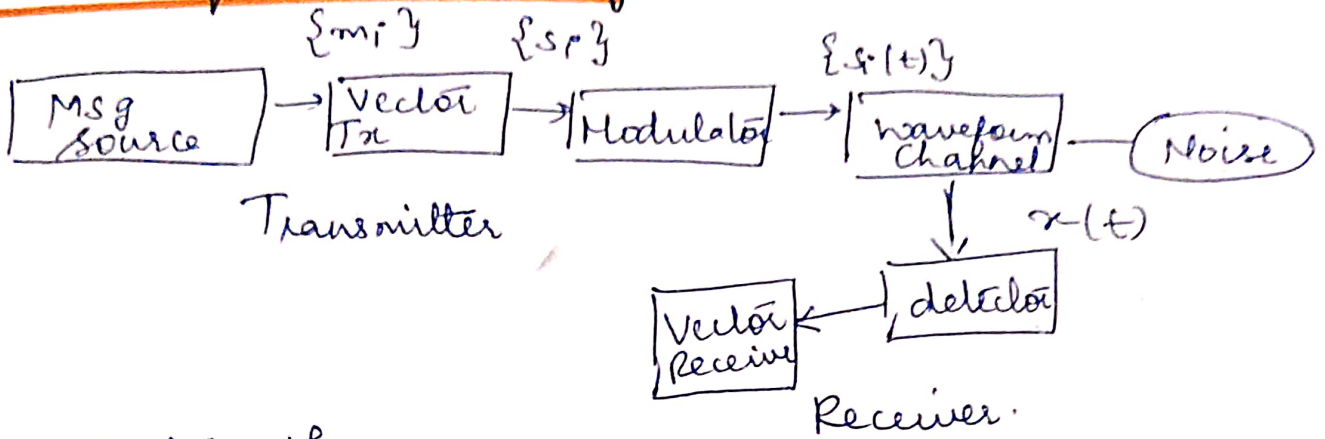 {mi} {si} {si(t)}
Msg
Source
Vector
Tx
Modulator
Waveform
Channel
Noise
Transmitter
x(t)
detector
Vector
Receive
Receiver.